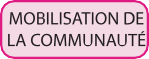 MOBILISATION DE
LA COMMUNAUTÉ